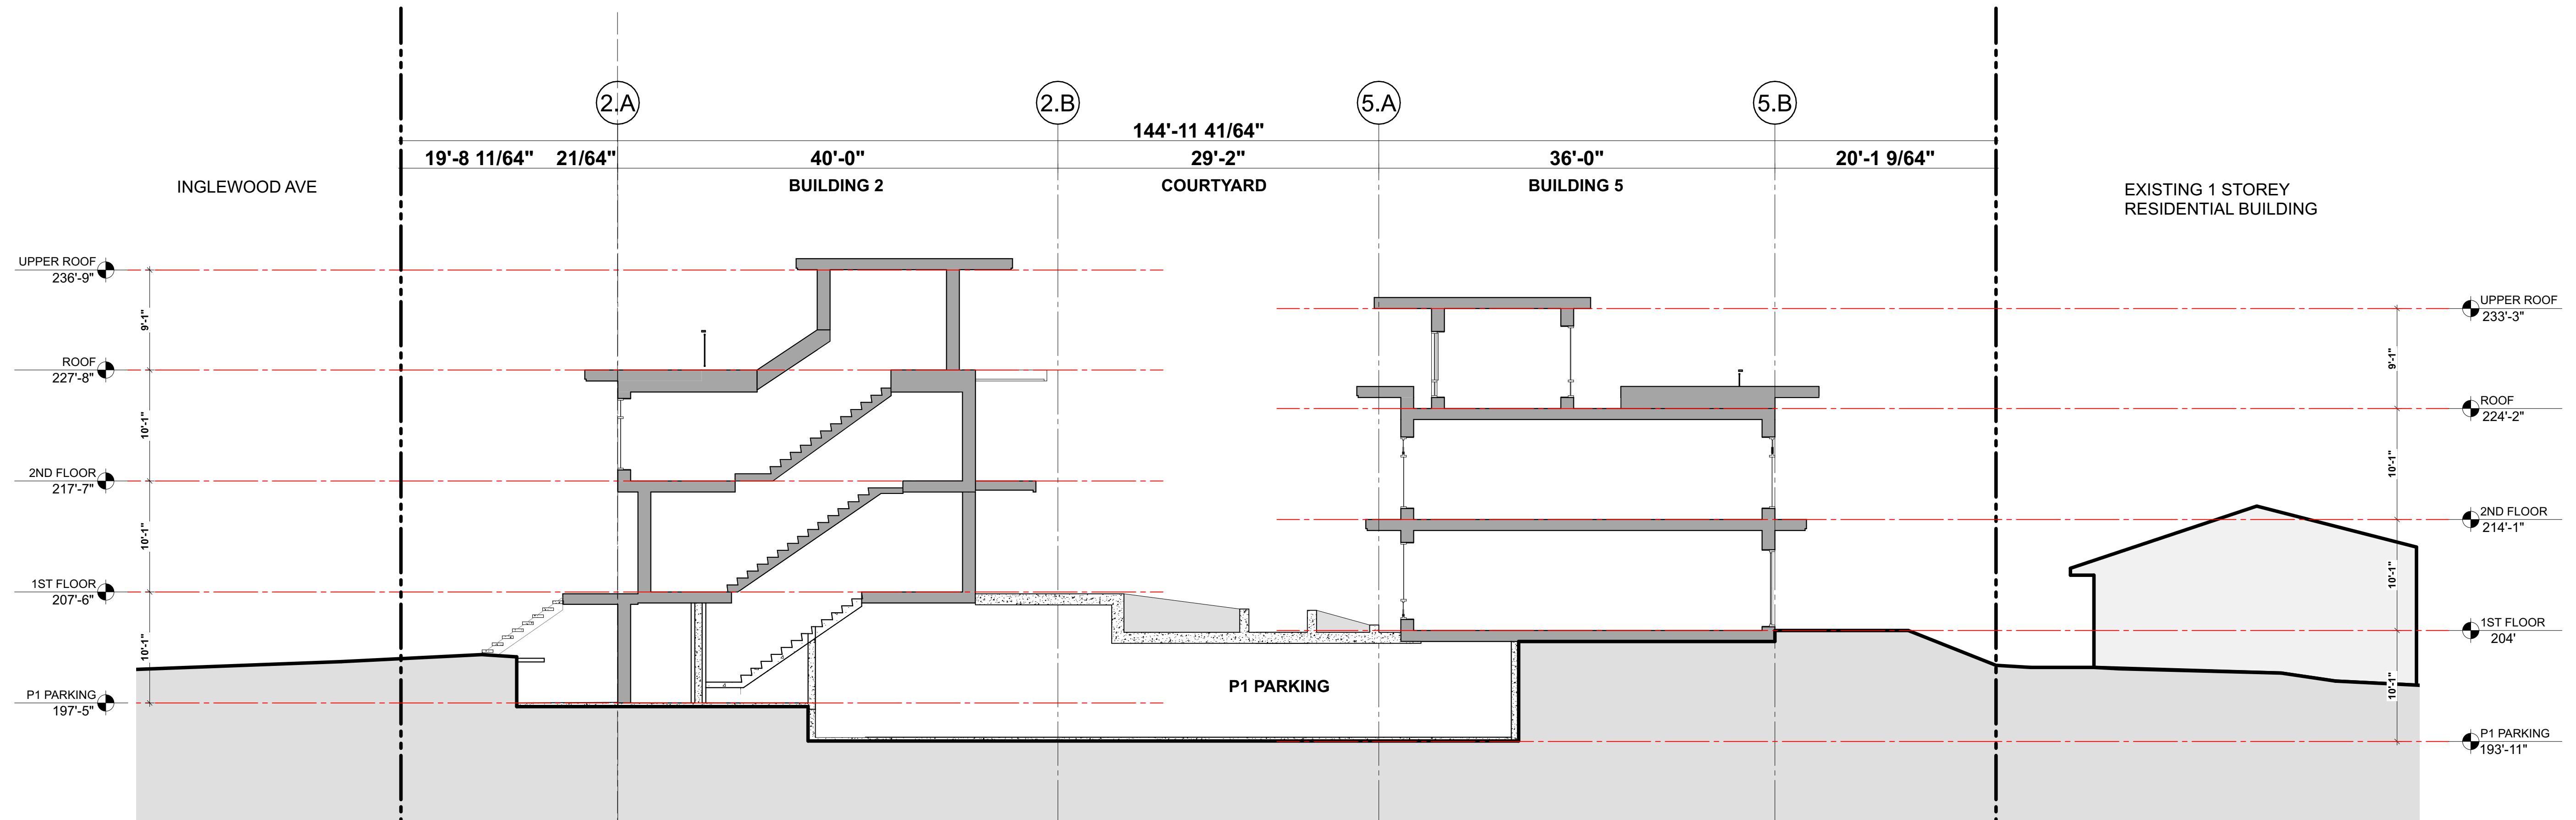 2.A 2.B 5.A 5.B
144'-11 41/64"
19'-8 11/64" 21/64" 40'-0" 29'-2" 36'-0" 20'-1 9/64"
INGLEWOOD AVE BUILDING 2 COURTYARD BUILDING 5
EXISTING 1 STOREY
RESIDENTIAL BUILDING
UPPER ROOF
236'-9"
9'-1"
ROOF
227'-8"
10'-1"
2ND FLOOR
217'-7"
10'-1"
1ST FLOOR
207'-6"
10'-1"
P1 PARKING
197'-5"
P1 PARKING
UPPER ROOF
233'-3"
9'-1"
ROOF
224'-2"
10'-1"
2ND FLOOR
214'-1"
10'-1"
1ST FLOOR
204'
10'-1"
P1 PARKING
193'-11"